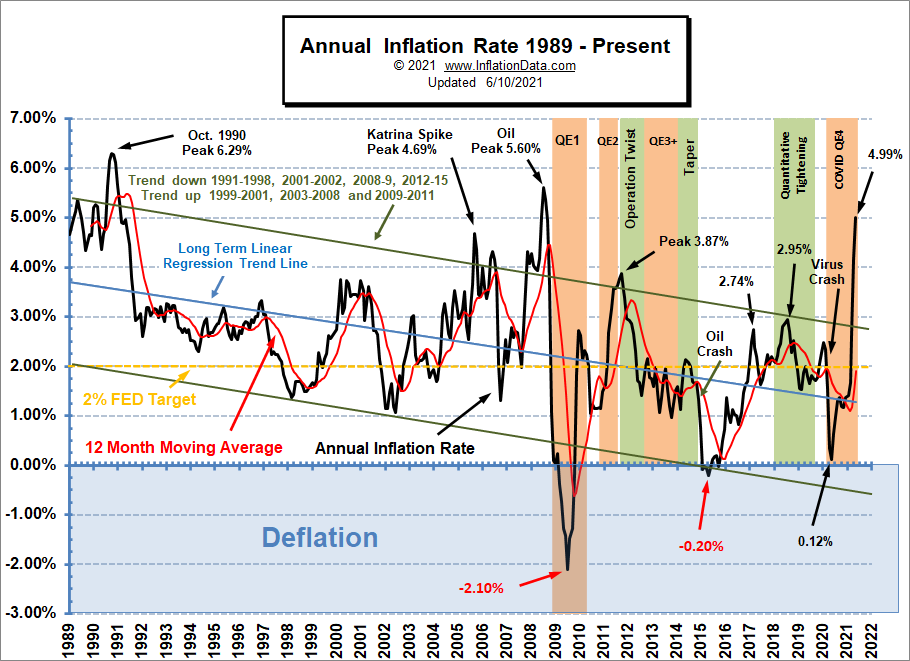 Annual Inflation Rate 1989 - Present
© 2021 www.InflationData.com
Updated 6/10/2021
7.00%
6.00%
5.00%
4.00%
3.00%
2.00%
1.00%
0.00%
-1.00%
-2.00%
-3.00%
Oct. 1990
Peak 6.29%
Katrina Spike
Peak 4.69%
Oil
Peak 5.60%
QE1
QE2
Operation Twist
QE3+
Taper
Quantitative
Tightening
COVID QE4
4.99%
Trend down 1991-1998, 2001-2002, 2008-9, 2012-15
Trend up 1999-2001, 2003-2008 and 2009-2011
Long Term Linear
Regression Trend Line
Peak 3.87%
2.74%
2.95%
Virus
Crash
Oil
Crash
2% FED Target
12 Month Moving Average
Annual Inflation Rate
Deflation
-2.10%
-0.20%
0.12%
1989
1990
1991
1992
1993
1994
1995
1996
1997
1998
1999
2000
2001
2002
2003
2004
2005
2006
2007
2008
2009
2010
2011
2012
2013
2014
2015
2016
2017
2018
2019
2020
2021
2022